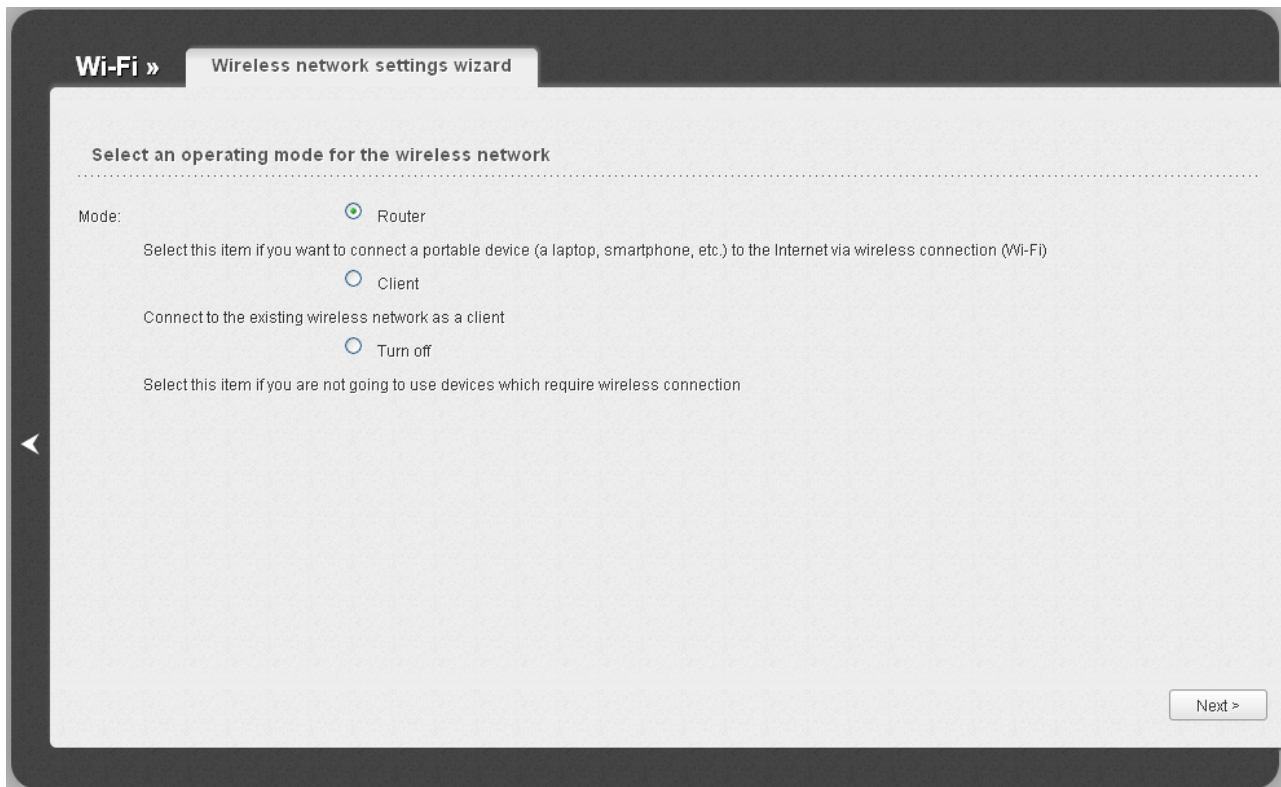 Wi-Fi »
Wireless network settings wizard
Select an operating mode for the wireless network
Mode:
Router
Select this item if you want to connect a portable device (a laptop, smartphone, etc.) to the Internet via wireless connection (Wi-Fi)
Client
Connect to the existing wireless network as a client
Turn off
Select this item if you are not going to use devices which require wireless connection
Next >